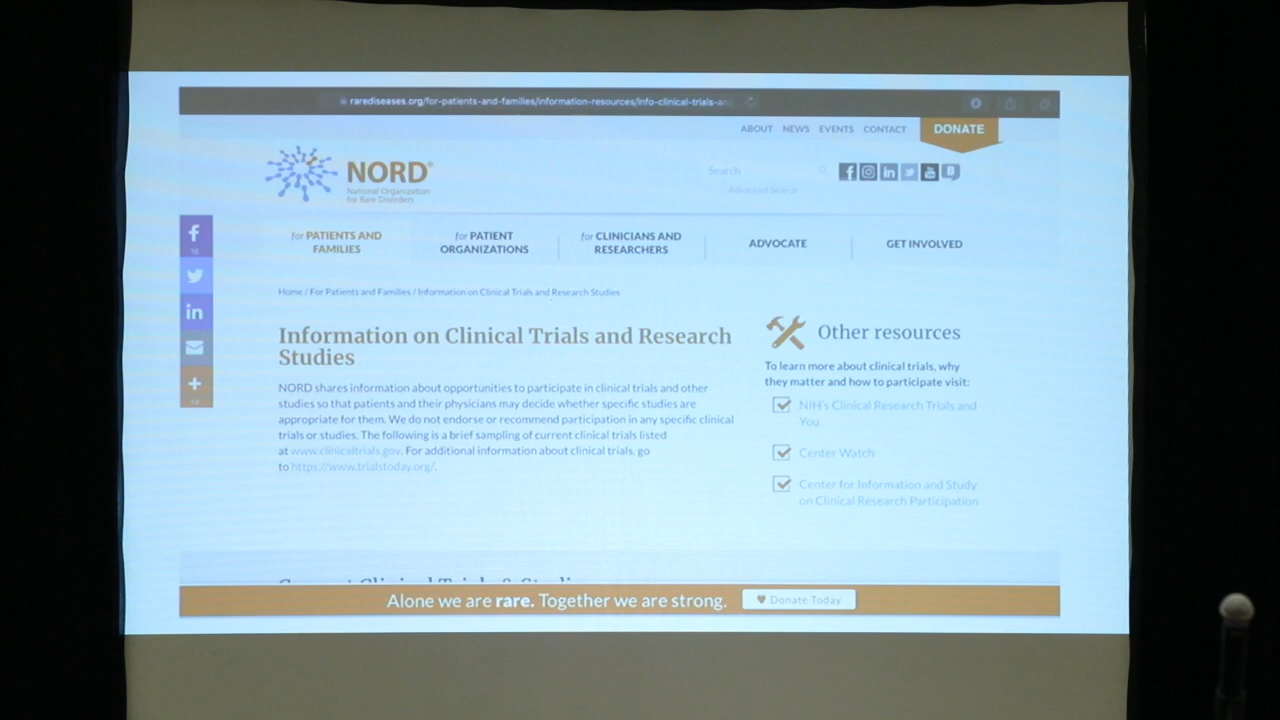 rarediseases.org/for-patients-and-families/information-resources/info-clinical-trials-an
ABOUT NEWS EVENTS CONTACT DONATE
NORD®
National Organization
for Rare Disorders
Search
Advanced Search
for PATIENTS AND
FAMILIES
for PATIENT
ORGANIZATIONS
for CLINICIANS AND
RESEARCHERS
ADVOCATE
GET INVOLVED
16
14
Home / For Patients and Families / Information on Clinical Trials and Research Studies
Information on Clinical Trials and Research
Studies
NORD shares information about opportunities to participate in clinical trials and other
studies so that patients and their physicians may decide whether specific studies are
appropriate for them. We do not endorse or recommend participation in any specific clinical
trials or studies. The following is a brief sampling of current clinical trials listed
at www.clinicaltrials.gov. For additional information about clinical trials, go
to https://www.trialstoday.org/.
Other resources
To learn more about clinical trials, why
they matter and how to participate visit:
NIH's Clinical Research Trials and
You
Center Watch
Center for Information and Study
on Clinical Research Participation
Alone we are rare. Together we are strong.
Donate Today